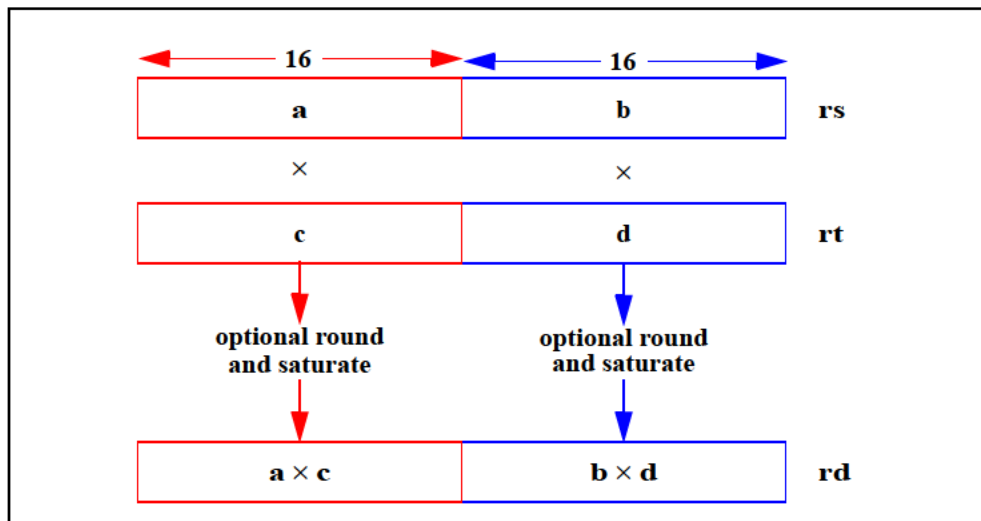 16 16
a b rs
× ×
c d rt
optional round optional round
and saturate and saturate
a × c b × d rd